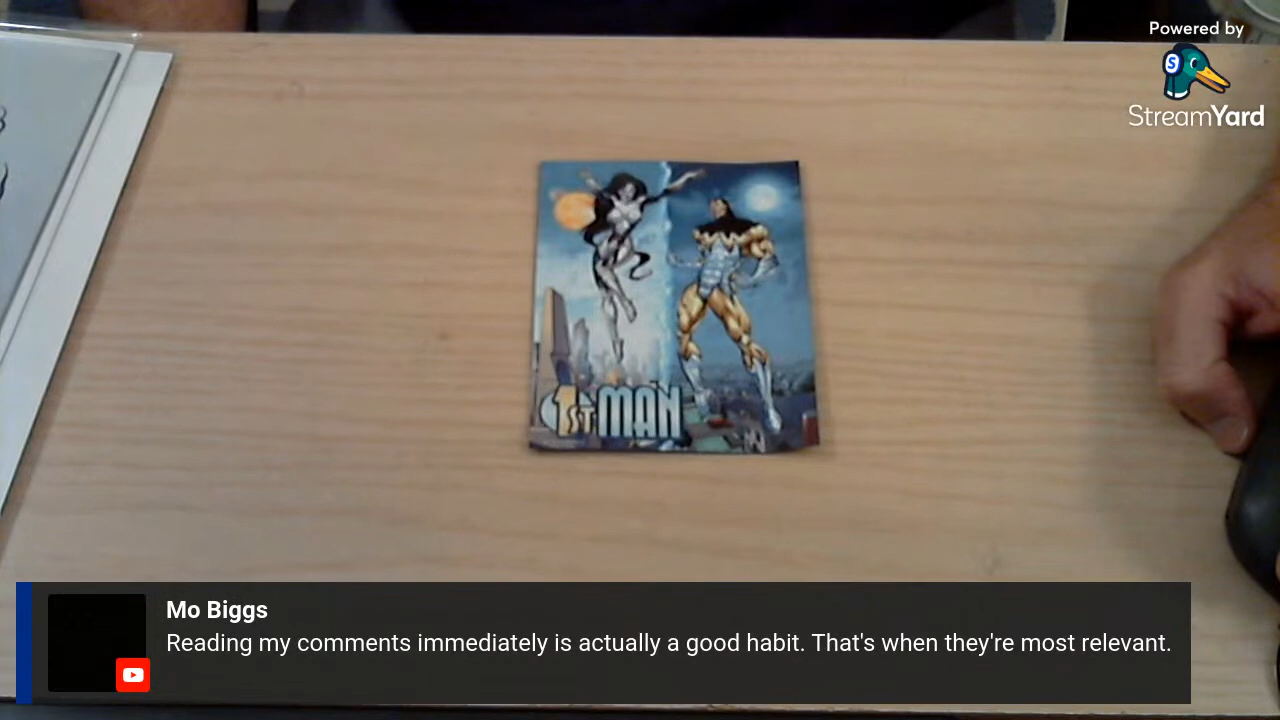 Powered by
StreamYard
1ST MAN
Mo Biggs
Reading my comments immediately is actually a good habit. That's when they're most relevant.